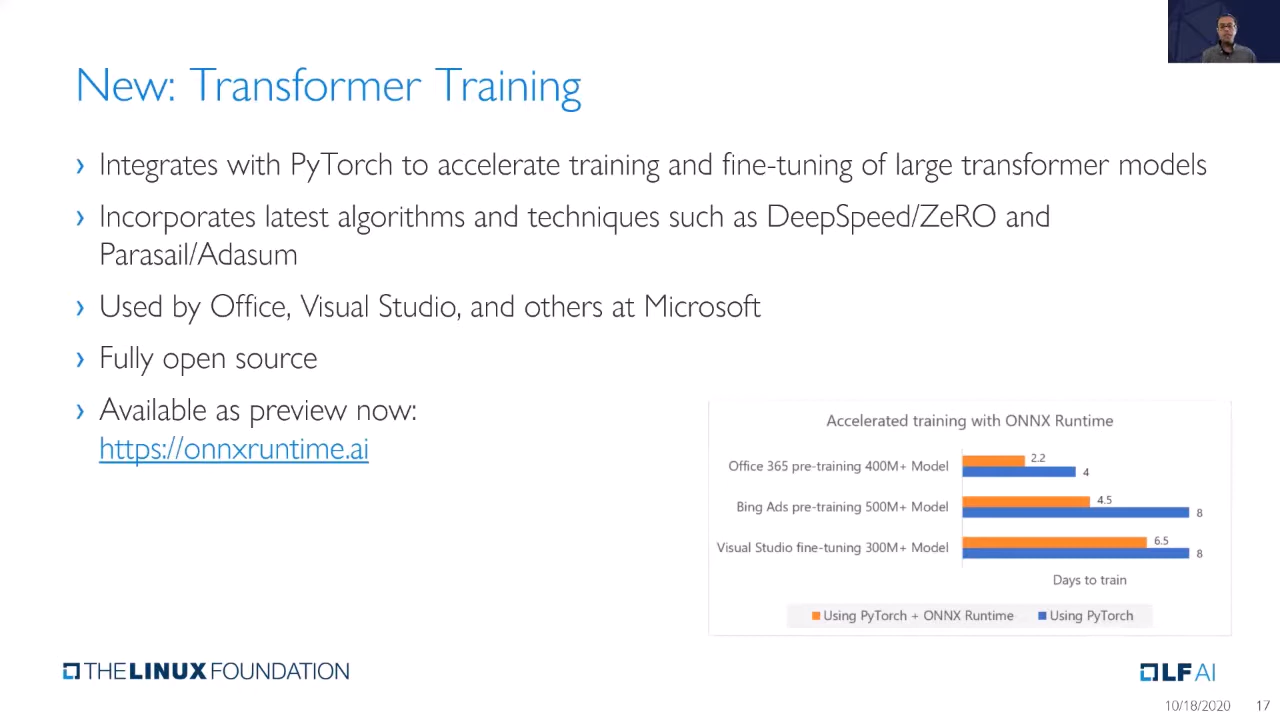 New: Transformer Training
› Integrates with PyTorch to accelerate training and fine-tuning of large transformer models
› Incorporates latest algorithms and techniques such as DeepSpeed/ZeRO and
Parasail/Adasum
› Used by Office, Visual Studio, and others at Microsoft
› Fully open source
› Available as preview now:
https://onnxruntime.ai
Accelerated training with ONNX Runtime
Office 365 pre-training 400M+ Model
2.2
4
Bing Ads pre-training 500M+ Model
4.5
8
Visual Studio fine-tuning 300M+ Model
6.5
8
Days to train
Using PyTorch + ONNX Runtime
Using PyTorch
THE LINUX FOUNDATION
LF AI
10/18/2020
17